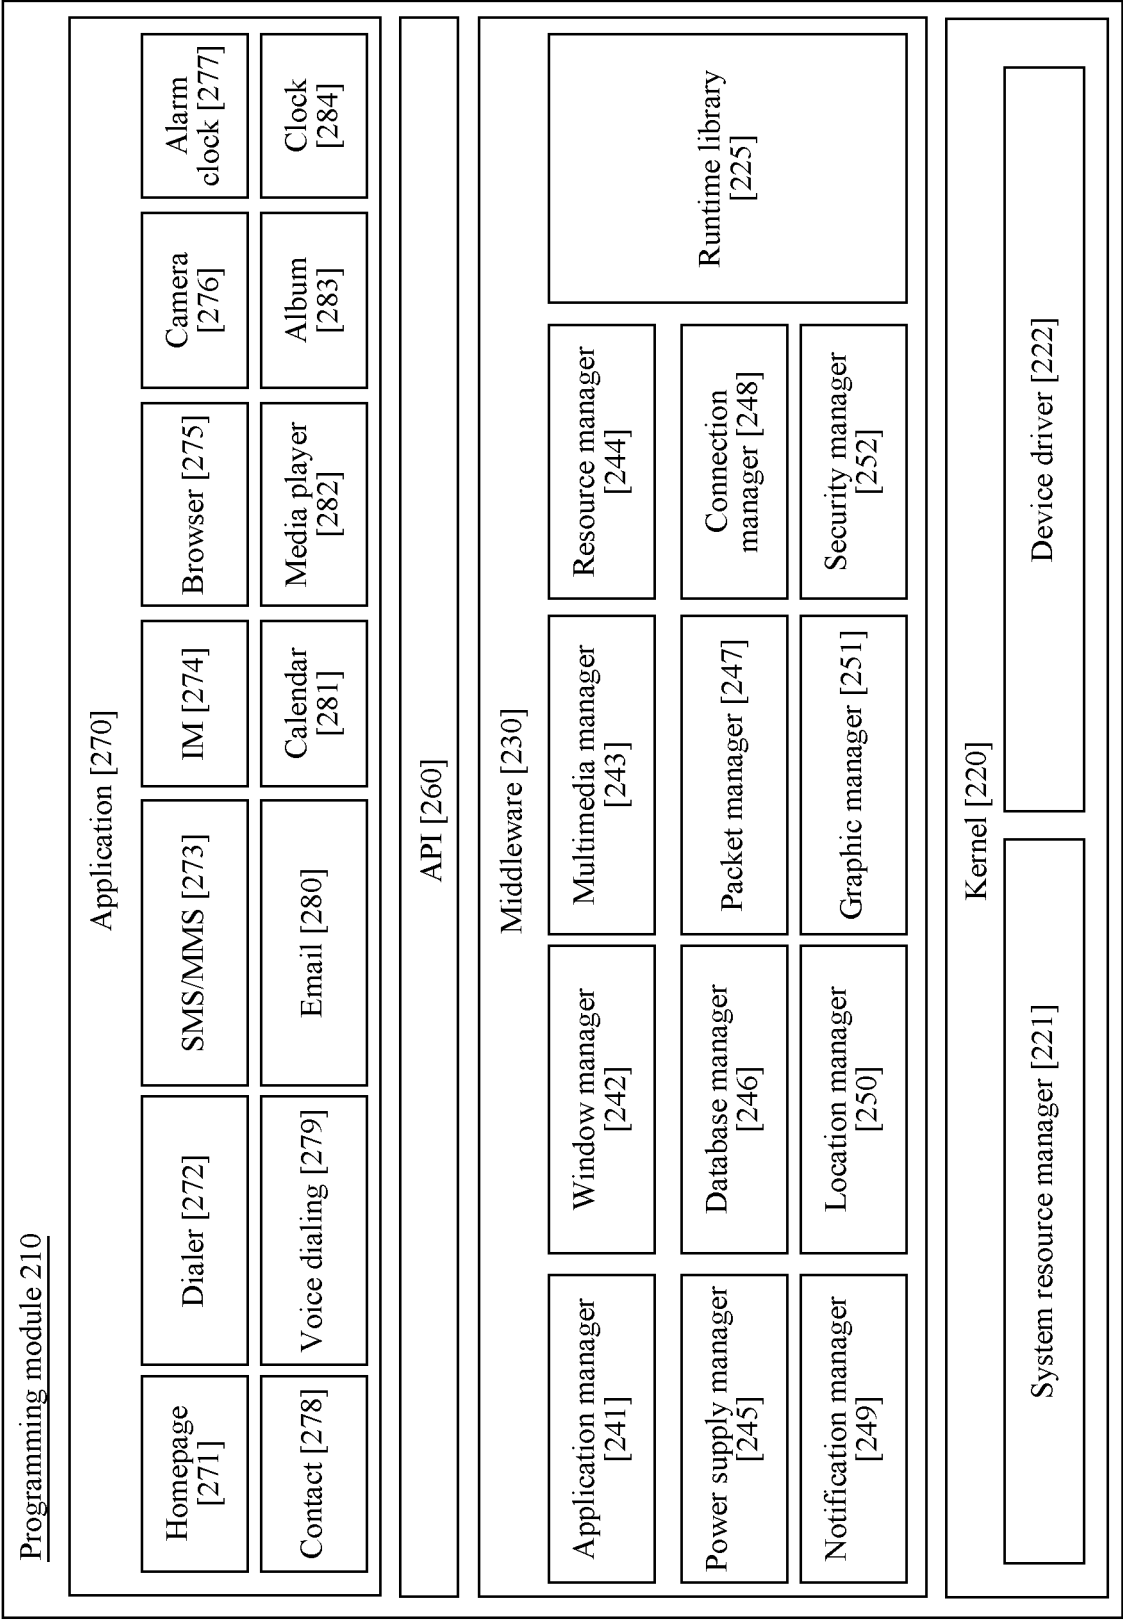 Programming module 210
Application [270]
Homepage
[271]
Dialer [272]
SMS/MMS [273]
IM [274]
Browser [275]
Camera
[276]
Alarm
clock [277]
Contact [278]
Voice dialing [279]
Email [280]
Calendar
[281]
Media player
[282]
Album
[283]
Clock
[284]
API [260]
Middleware [230]
Application manager
[241]
Window manager
[242]
Multimedia manager
[243]
Resource manager
[244]
Runtime library
[225]
Power supply manager
[245]
Database manager
[246]
Packet manager [247]
Connection
manager [248]
Notification manager
[249]
Location manager
[250]
Graphic manager [251]
Security manager
[252]
Kernel [220]
System resource manager [221]
Device driver [222]